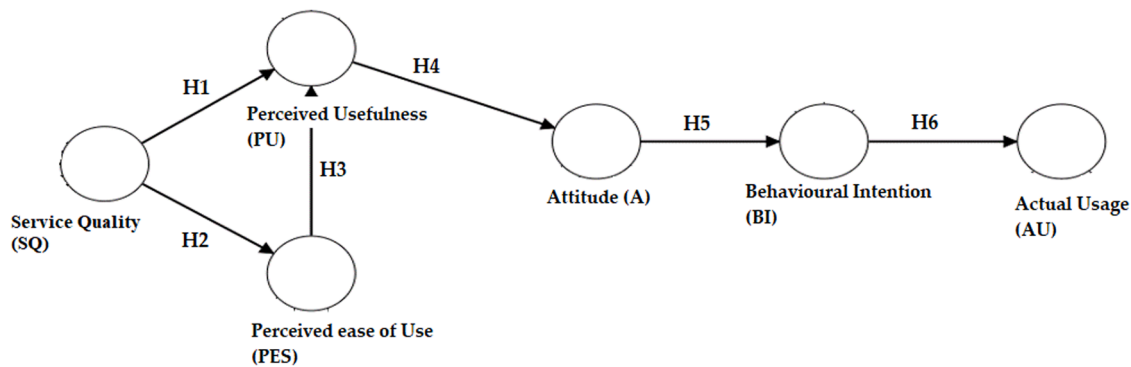 H1
H4
Perceived Usefulness
(PU)
H5
H6
H3
Service Quality
(SQ)
H2
Attitude (A)
Behavioural Intention
(BI)
Actual Usage
(AU)
Perceived ease of Use
(PES)